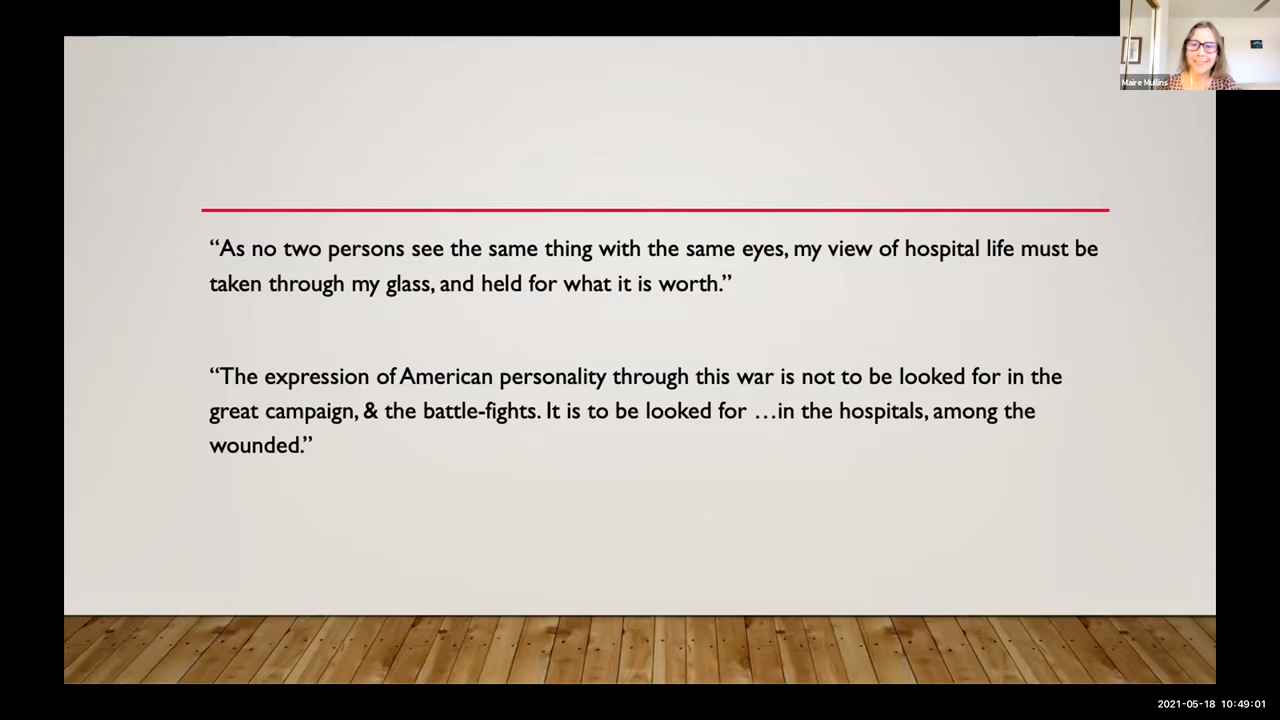 Maire Mullins
“As no two persons see the same thing with the same eyes, my view of hospital life must be
taken through my glass, and held for what it is worth.”
“The expression of American personality through this war is not to be looked for in the
great campaign, & the battle-fights. It is to be looked for …in the hospitals, among the
wounded.”
2021-05-18 10:49:01